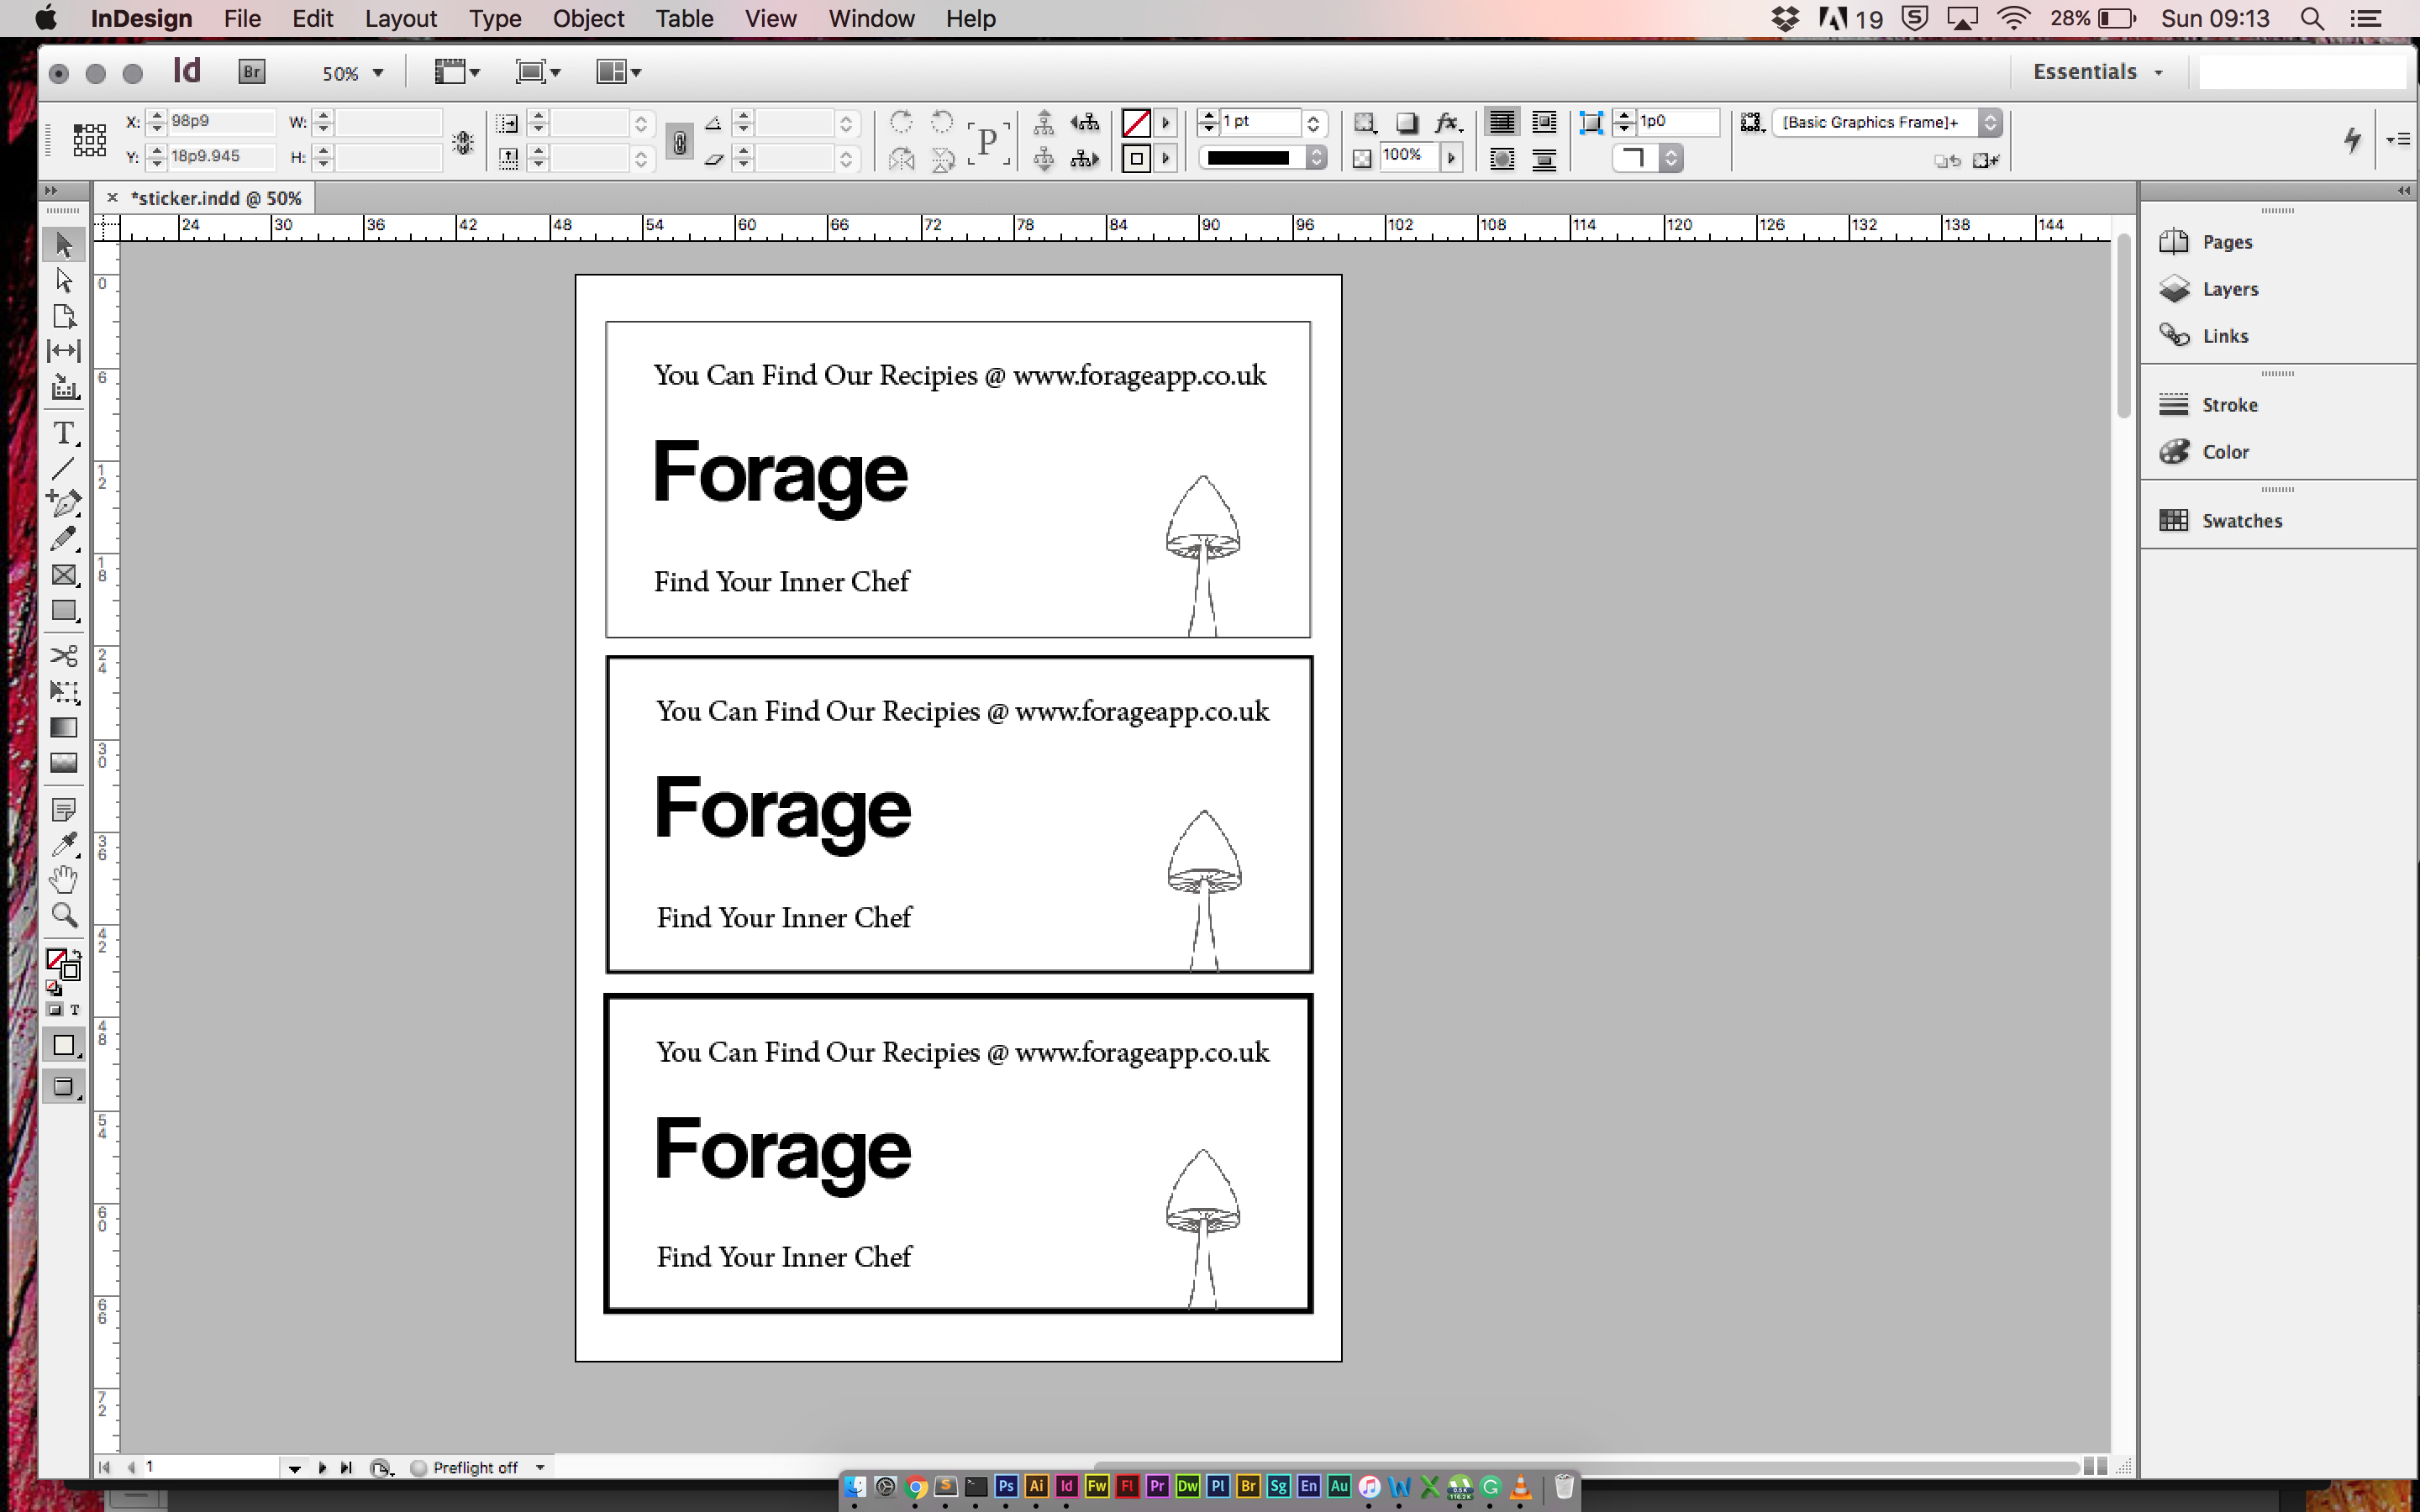 InDesign File Edit Layout Type Object Table View Window Help 19 28% Sun 09:13
Id Br 50% Essentials
X: 98p9 W: 1 pt 1p0 [Basic Graphics Frame]+
Y: 18p9.945 H: P 100%
*sticker.indd @ 50%
24 30 36 42 48 54 60 66 72 78 84 90 96 102 108 114 120 126 132 138 144
0
6
12
18
24
30
36
42
48
54
60
66
72
You Can Find Our Recipies @ www.forageapp.co.uk
Forage
Find Your Inner Chef
You Can Find Our Recipies @ www.forageapp.co.uk
Forage
Find Your Inner Chef
You Can Find Our Recipies @ www.forageapp.co.uk
Forage
Find Your Inner Chef
Pages
Layers
Links
Stroke
Color
Swatches
1 Preflight off
Ps Ai Id Fw Fl Pr Dw Pl Br Sg En Au